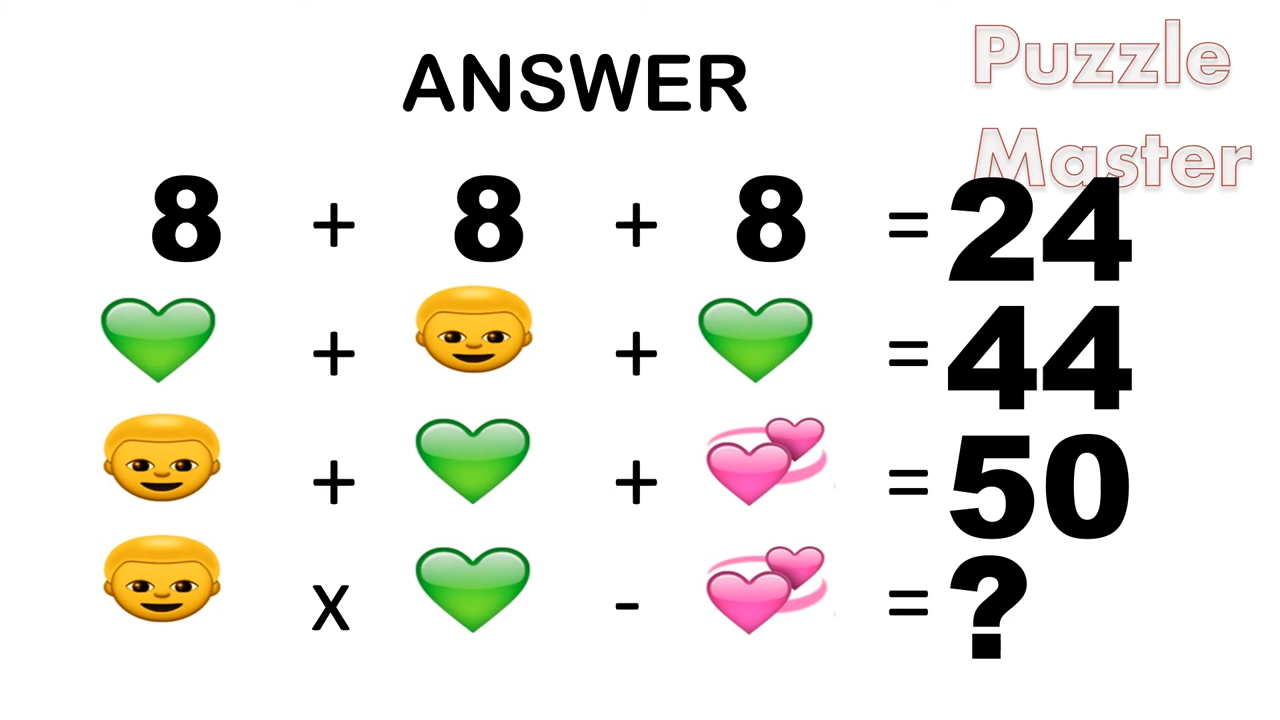 Puzzle
Master
ANSWER
8 + 8 + 8 = 24
+ + = 44
+ + = 50
x - = ?